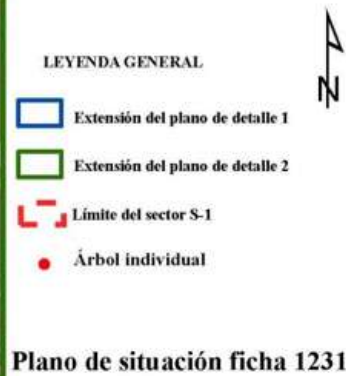 N
LEYENDA GENERAL
Extensión del plano de detalle 1
Extensión del plano de detalle 2
Límite del sector S-1
Árbol individual
Plano de situación ficha 1231